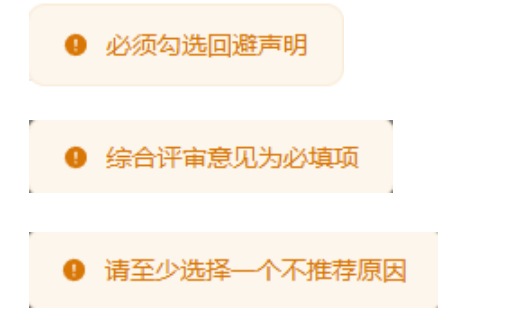 必须勾选回避声明
综合评审意见为必填项
请至少选择一个不推荐原因